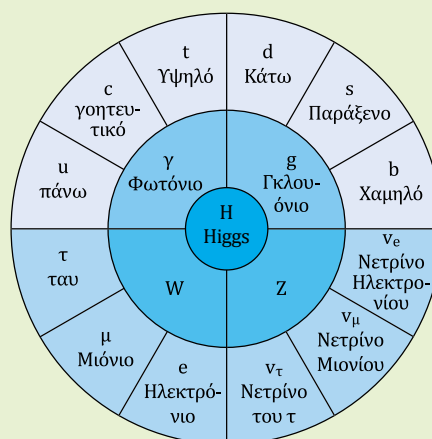 t
Υψηλό
d
Κάτω
c
γοητευ-
τικό
s
Παράξενο
u
πάνω
γ
Φωτόνιο
g
Γκλου-
όνιο
b
Χαμηλό
H
Higgs
τ
ταυ
W
Z
νe
Νετρίνο
Ηλεκτρο-
νίου
μ
Μιόνιο
νμ
Νετρίνο
Μιονίου
e
Ηλεκτρό-
νιο
ντ
Νετρίνο
του τ